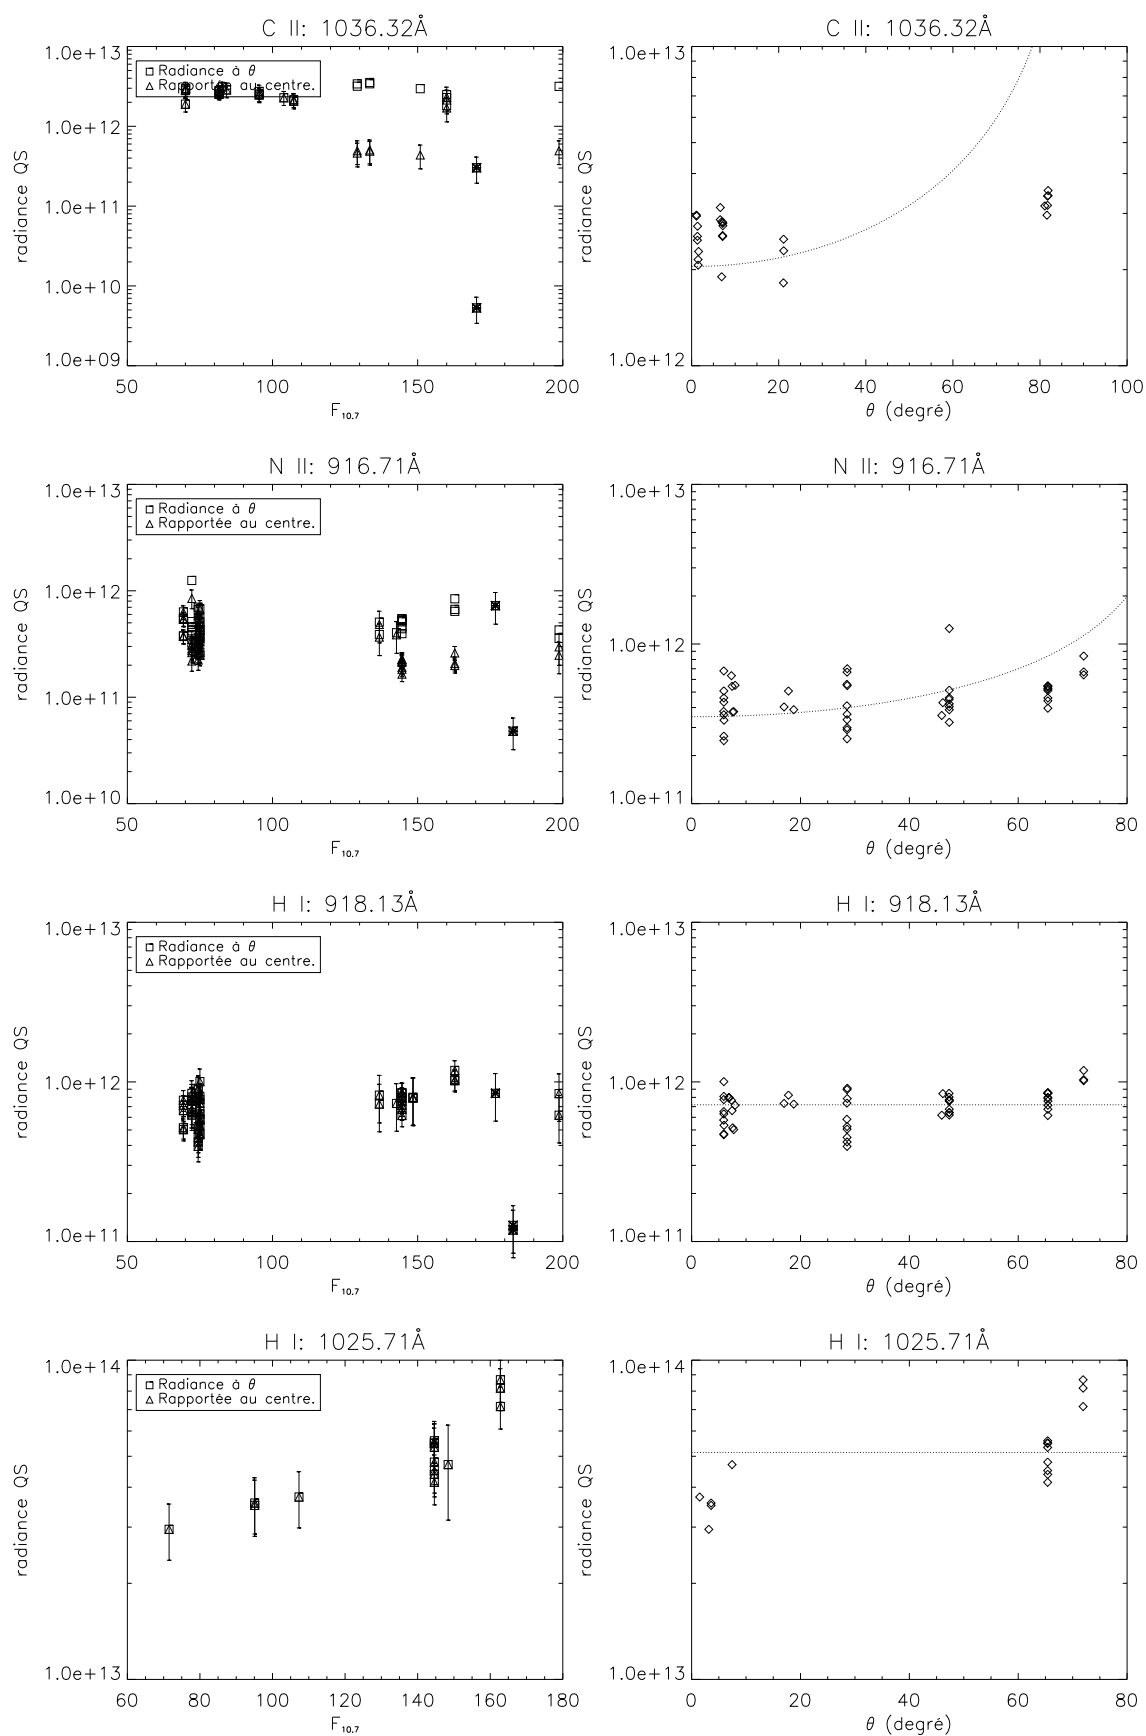 C II: 1036.32Å
C II: 1036.32Å
1.0e+13
1.0e+12
1.0e+11
1.0e+10
1.0e+09
radiance QS
Radiance à θ
Rapportée au centre.
50 100 150 200
F10.7
1.0e+13
1.0e+12
radiance QS
0 20 40 60 80 100
θ (degré)
N II: 916.71Å
N II: 916.71Å
1.0e+13
1.0e+12
1.0e+11
1.0e+10
radiance QS
Radiance à θ
Rapportée au centre.
50 100 150 200
F10.7
1.0e+13
1.0e+12
1.0e+11
radiance QS
0 20 40 60 80
θ (degré)
H I: 918.13Å
H I: 918.13Å
1.0e+13
1.0e+12
1.0e+11
radiance QS
Radiance à θ
Rapportée au centre.
50 100 150 200
F10.7
1.0e+13
1.0e+12
1.0e+11
radiance QS
0 20 40 60 80
θ (degré)
H I: 1025.71Å
H I: 1025.71Å
1.0e+14
1.0e+13
radiance QS
Radiance à θ
Rapportée au centre.
60 80 100 120 140 160 180
F10.7
1.0e+14
1.0e+13
radiance QS
0 20 40 60 80
θ (degré)